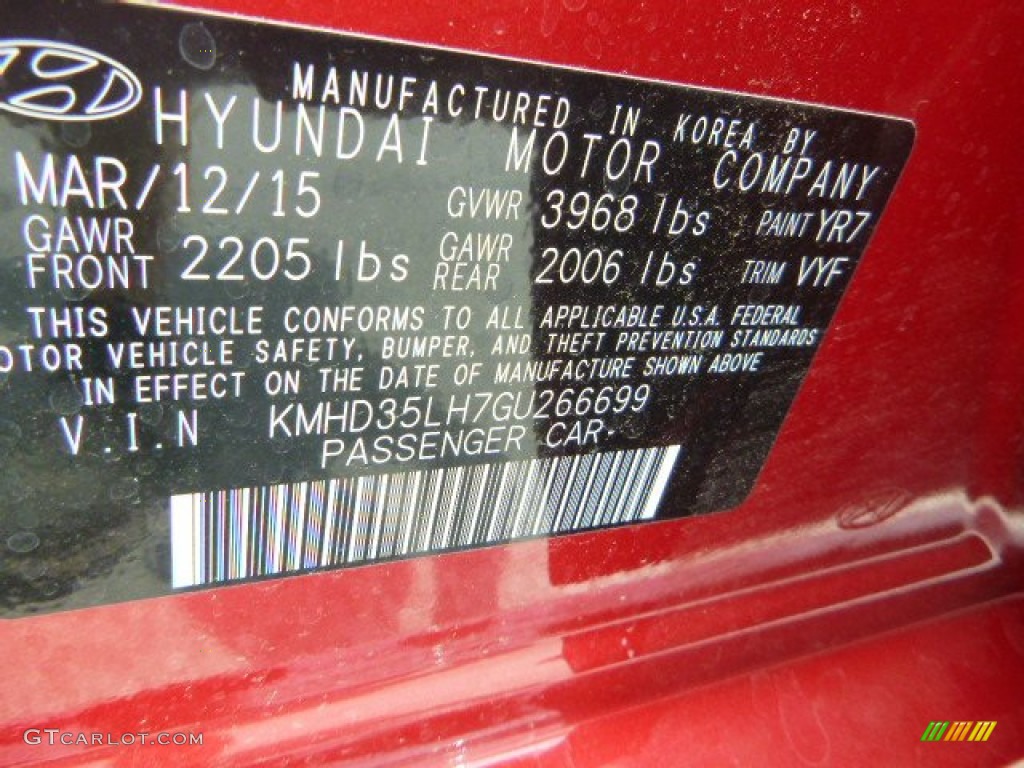 MANUFACTURED IN KOREA BY
HYUNDAI MOTOR COMPANY
MAR/12/15 GVWR 3968 lbs PAINT YR7
GAWR FRONT 2205 lbs GAWR REAR 2006 lbs TRIM VYF
THIS VEHICLE CONFORMS TO ALL APPLICABLE U.S.A. FEDERAL
OTOR VEHICLE SAFETY, BUMPER, AND THEFT PREVENTION STANDARDS
IN EFFECT ON THE DATE OF MANUFACTURE SHOWN ABOVE
V.I.N KMHD35LH7GU266699
PASSENGER CAR-
GTCARLOT.COM